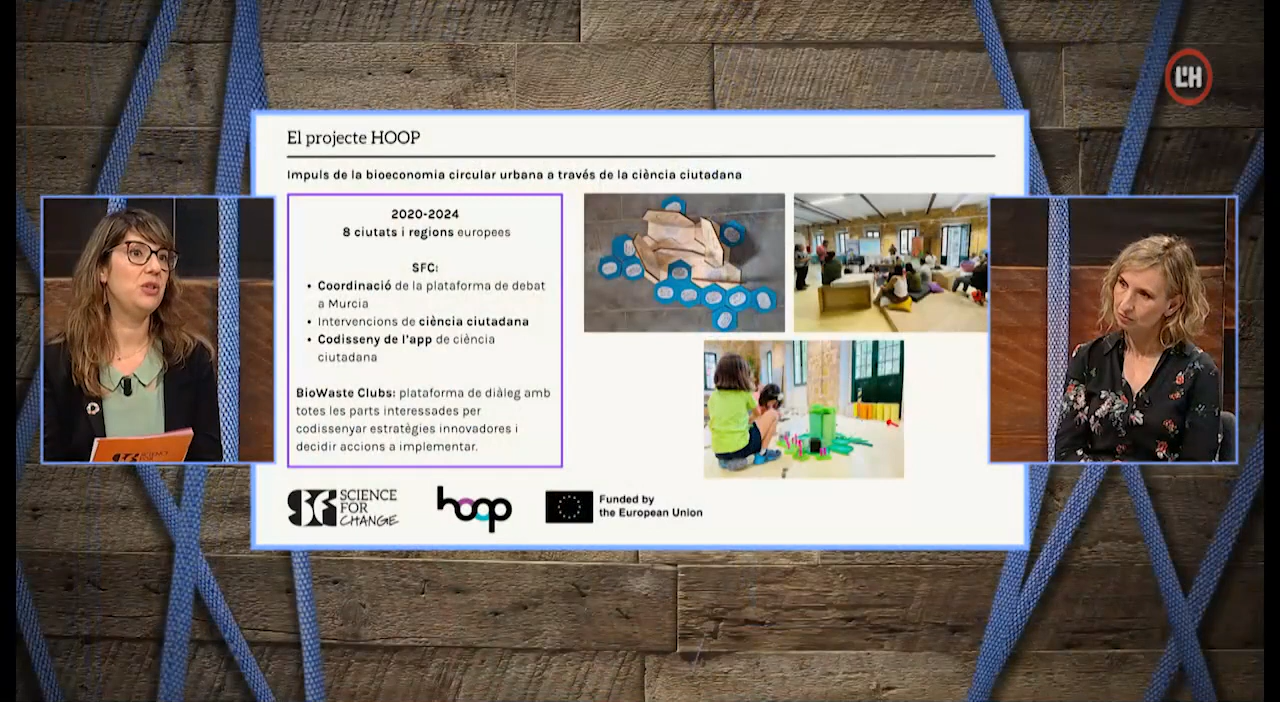 L'H
El projecte HOOP
Impuls de la bioeconomia circular urbana a través de la ciència ciutadana
2020-2024
8 ciutats i regions europees
SFC:
• Coordinació de la plataforma de debat
a Murcia
• Intervencions de ciència ciutadana
• Codisseny de l'app de ciència
ciutadana
BioWaste Clubs: plataforma de diàleg amb
totes les parts interessades per
codissenyar estratègies innovadores i
decidir accions a implementar.
SCIENCE
FOR
CHANGE
hoop
Funded by
the European Union
SCIENCE
FOR